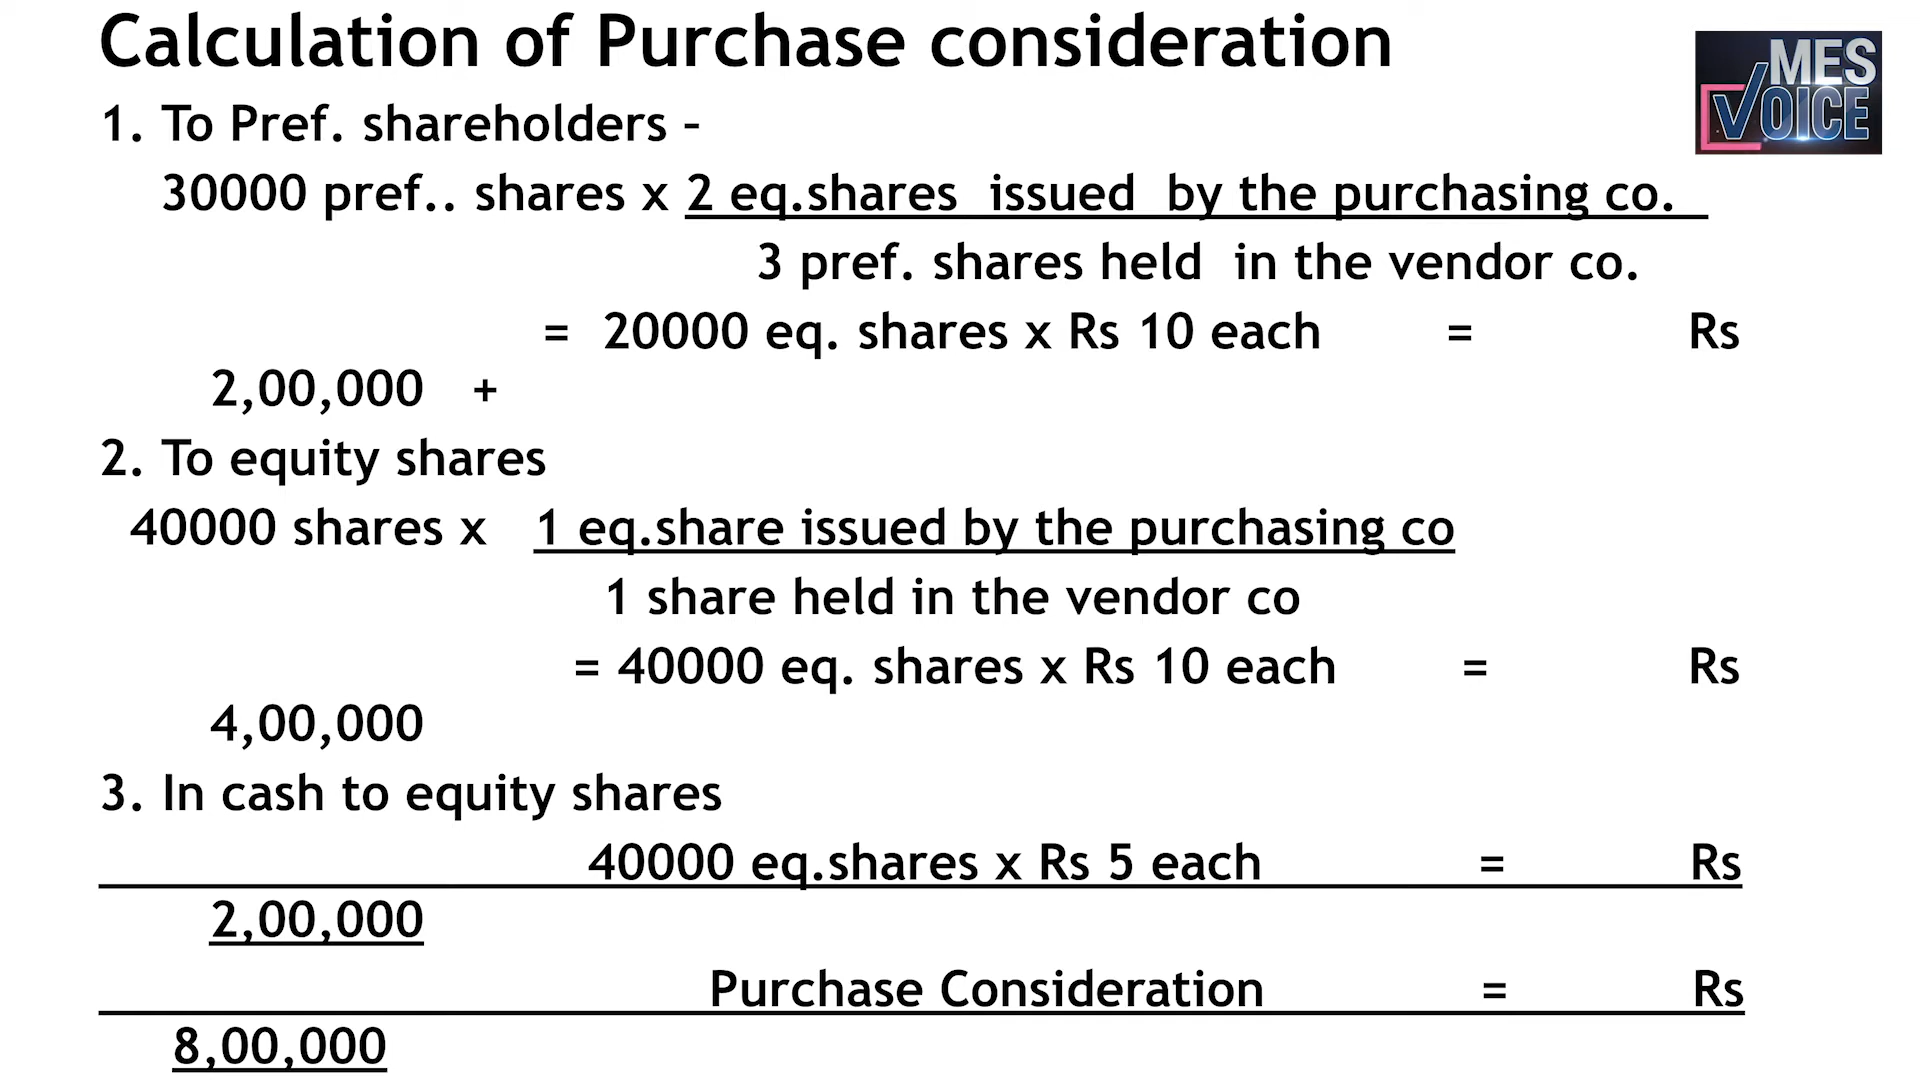 Calculation of Purchase consideration
MES
VOICE
1. To Pref. shareholders –
30000 pref.. shares x 2 eq.shares issued by the purchasing co.
3 pref. shares held in the vendor co.
= 20000 eq. shares x Rs 10 each = Rs
2,00,000 +
2. To equity shares
40000 shares x 1 eq.share issued by the purchasing co
1 share held in the vendor co
= 40000 eq. shares x Rs 10 each = Rs
4,00,000
3. In cash to equity shares
40000 eq.shares x Rs 5 each = Rs
2,00,000
Purchase Consideration = Rs
8,00,000